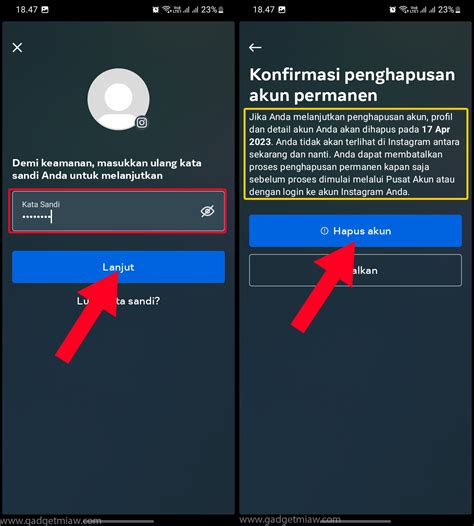 18.47
23%
Demi keamanan, masukkan ulang kata
sandi Anda untuk melanjutkan
Kata Sandi
••••••••
Lanjut
Lu ata sandi?
www.gadgetmiaw.com
18.47
23%
Konfirmasi penghapusan
akun permanen
Jika Anda melanjutkan penghapusan akun, profil
dan detail akun Anda akan dihapus pada 17 Apr
2023. Anda tidak akan terlihat di Instagram antara
sekarang dan nanti. Anda dapat membatalkan
proses penghapusan permanen kapan saja
sebelum proses dimulai melalui Pusat Akun atau
dengan login ke akun Instagram Anda.
Hapus akun
alkan
www.gadgetmiaw.com